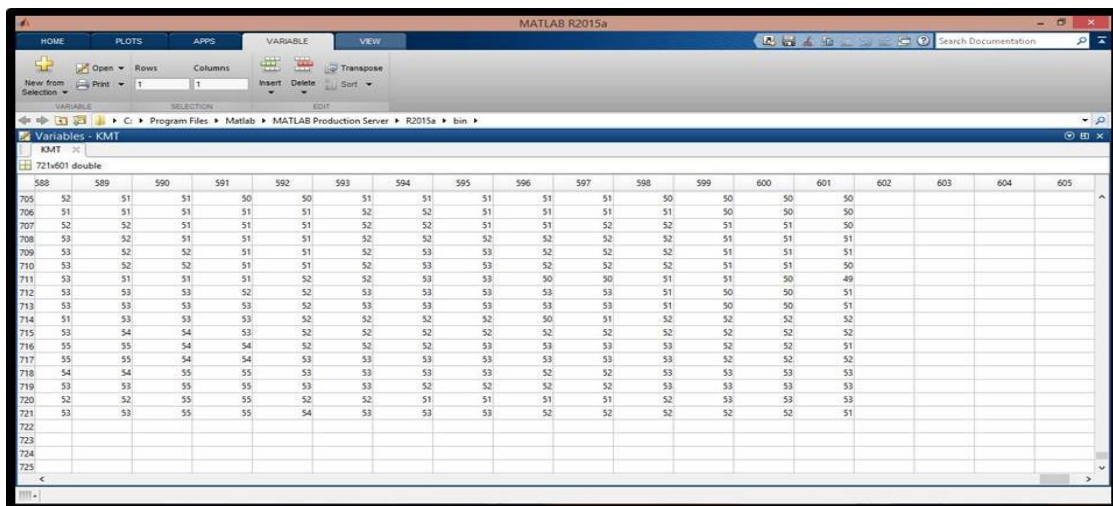 MATLAB R2015a
HOME PLOTS APPS VARIABLE VIEW Search Documentation
New from Selection Open Print Rows Columns 1 1 Insert Delete Transpose Sort
VARIABLE SELECTION EDIT
C: Program Files Matlab MATLAB Production Server R2015a bin
Variables - KMT
KMT
721x601 double
588 589 590 591 592 593 594 595 596 597 598 599 600 601 602 603 604 605
705 52 51 51 50 50 51 51 51 51 51 50 50 50 50
706 51 51 51 51 51 52 52 51 51 51 51 50 50 50
707 52 52 51 51 51 52 52 51 51 52 52 51 51 50
708 53 52 51 51 51 52 52 52 52 52 52 51 51 51
709 53 52 52 51 51 52 53 53 52 52 52 51 51 51
710 53 52 52 51 51 52 53 53 52 52 52 51 51 50
711 53 51 51 51 52 52 53 53 50 50 51 51 50 49
712 53 53 53 52 52 53 53 53 53 53 51 50 50 51
713 53 53 53 53 52 53 53 53 53 53 51 50 50 51
714 51 53 53 53 52 52 52 52 50 51 52 52 52 52
715 53 54 54 53 52 52 52 52 52 52 52 52 52 52
716 55 55 54 54 52 52 52 53 53 53 53 52 52 51
717 55 55 54 54 53 53 53 53 53 53 53 52 52 52
718 54 54 55 55 53 53 53 53 52 52 53 53 53 53
719 53 53 55 55 53 53 52 52 52 52 53 53 53 53
720 52 52 55 55 52 52 51 51 51 51 52 53 53 53
721 53 53 55 55 54 53 53 53 52 52 52 52 52 51
722
723
724
725